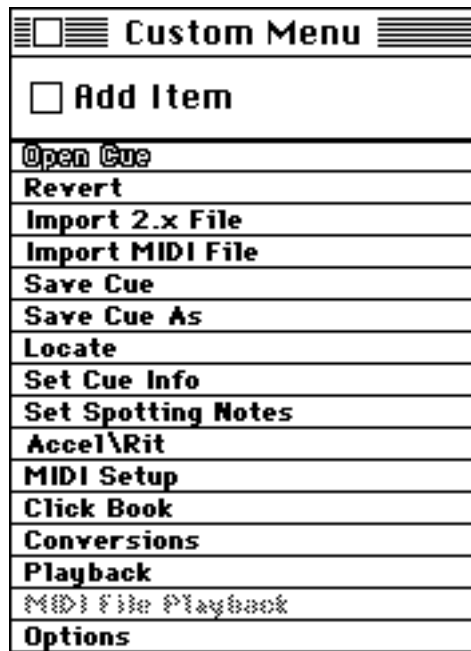 Custom Menu
Add Item
Open Cue
Revert
Import 2.x File
Import MIDI File
Save Cue
Save Cue As
Locate
Set Cue Info
Set Spotting Notes
Accel\Rit
MIDI Setup
Click Book
Conversions
Playback
MIDI File Playback
Options